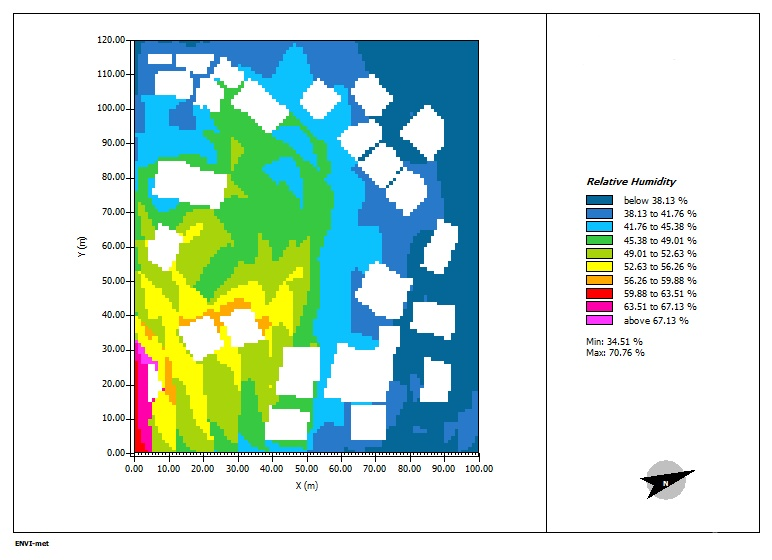 120.00
110.00
100.00
90.00
80.00
70.00
60.00
50.00
40.00
30.00
20.00
10.00
0.00
Y (m)
0.00 10.00 20.00 30.00 40.00 50.00 60.00 70.00 80.00 90.00 100.00
X (m)
Relative Humidity
below 38.13 %
38.13 to 41.76 %
41.76 to 45.38 %
45.38 to 49.01 %
49.01 to 52.63 %
52.63 to 56.26 %
56.26 to 59.88 %
59.88 to 63.51 %
63.51 to 67.13 %
above 67.13 %
Min: 34.51 %
Max: 70.76 %
N
ENVI-met